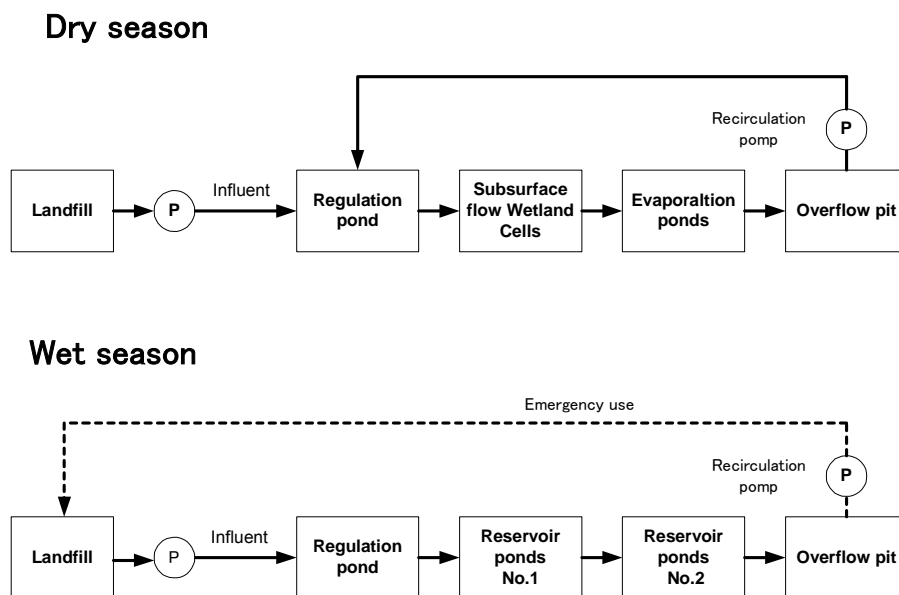 Dry season
Recirculation
pomp
P
Landfill
P
Influent
Regulation
pond
Subsurface
flow Wetland
Cells
Evaporaltion
ponds
Overflow pit
Wet season
Emergency use
Recirculation
pomp
P
Landfill
P
Influent
Regulation
pond
Reservoir
ponds
No.1
Reservoir
ponds
No.2
Overflow pit